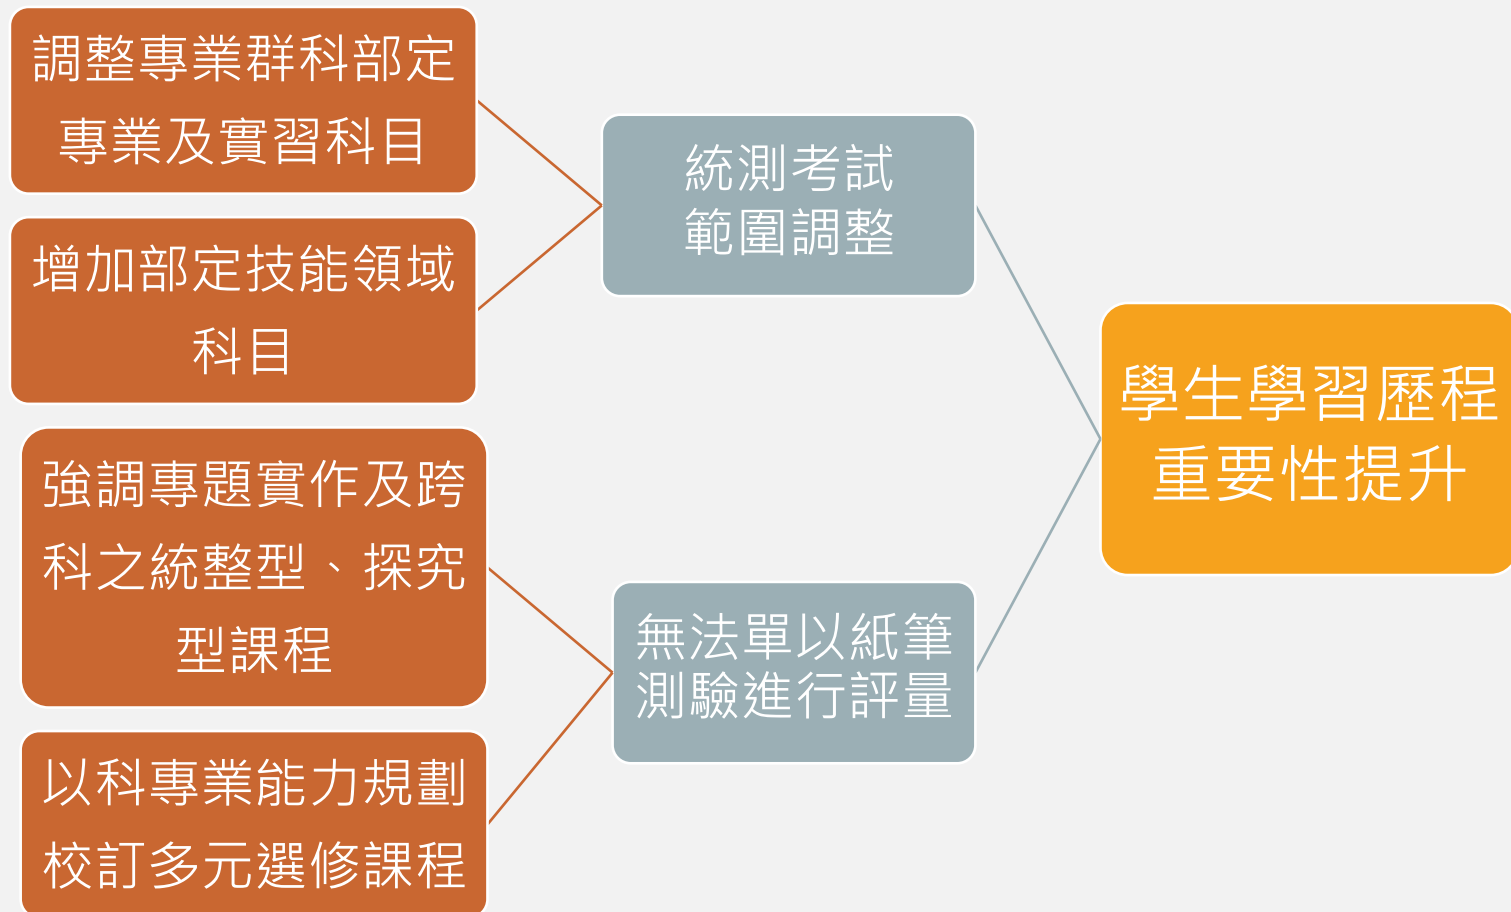 調整專業群科部定
專業及實習科目
增加部定技能領域
科目
強調專題實作及跨
科之統整型、探究
型課程
以科專業能力規劃
校訂多元選修課程
統測考試
範圍調整
無法單以紙筆
測驗進行評量
學生學習歷程
重要性提升